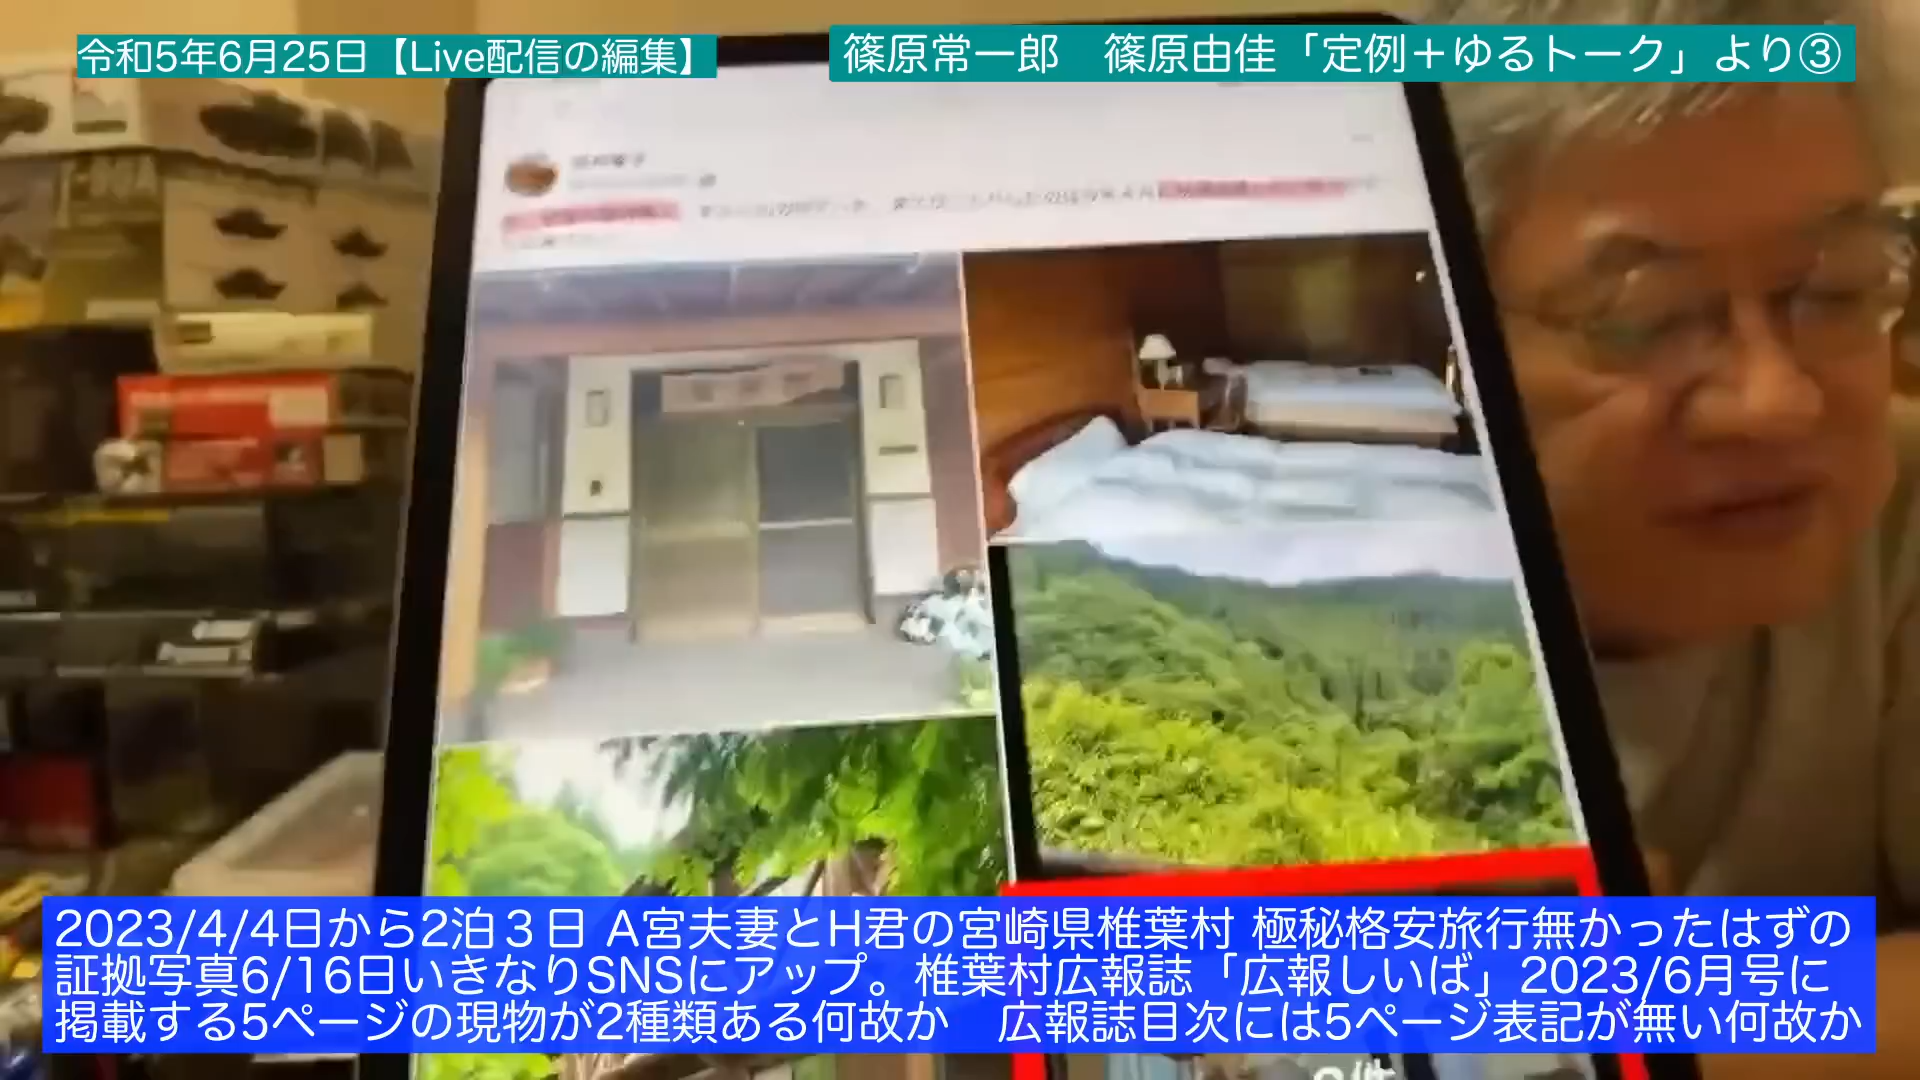 令和5年6月25日【Live配信の編集】
篠原常一郎　篠原由佳「定例＋ゆるトーク」より③
2023/4/4日から2泊３日 A宮夫妻とH君の宮崎県椎葉村 極秘格安旅行無かったはずの
証拠写真6/16日いきなりSNSにアップ。椎葉村広報誌「広報しいば」2023/6月号に
掲載する5ページの現物が2種類ある何故か　広報誌目次には5ページ表記が無い何故か